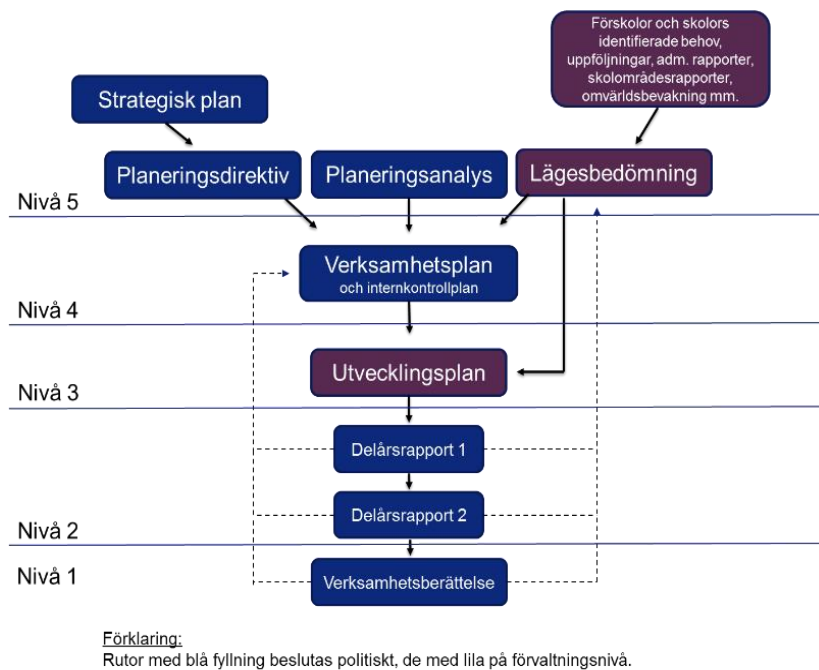 Förskolor och skolors
identifierade behov,
uppföljningar, adm. rapporter,
skolområdesrapporter,
omvärldsbevakning mm.
Strategisk plan
Planeringsdirektiv
Planeringsanalys
Lägesbedömning
Nivå 5
Verksamhetsplan
och internkontrollplan
Nivå 4
Utvecklingsplan
Nivå 3
Delårsrapport 1
Delårsrapport 2
Nivå 2
Nivå 1
Verksamhetsberättelse
Förklaring:
Rutor med blå fyllning beslutas politiskt, de med lila på förvaltningsnivå.